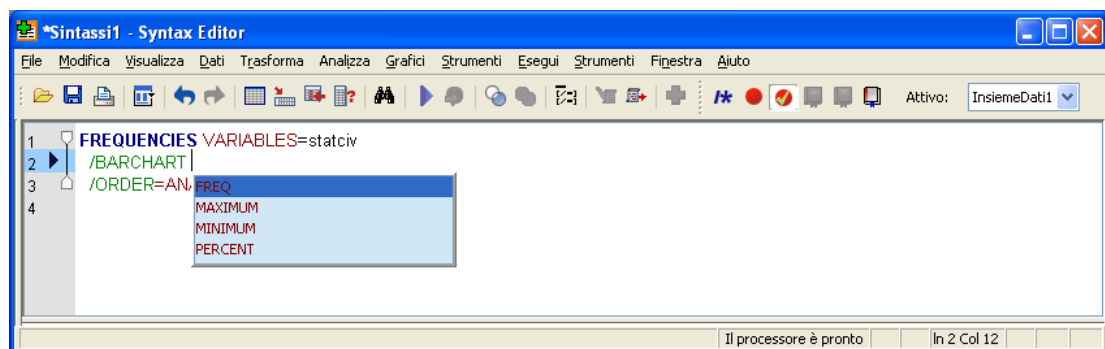 *Sintassi1 - Syntax Editor
File Modifica Visualizza Dati Trasforma Analizza Grafici Strumenti Esegui Strumenti Finestra Aiuto
Attivo: InsiemeDati1
1 FREQUENCIES VARIABLES=statciv
2 /BARCHART
3 /ORDER=ANA
4
FREQ
MAXIMUM
MINIMUM
PERCENT
Il processore è pronto In 2 Col 12